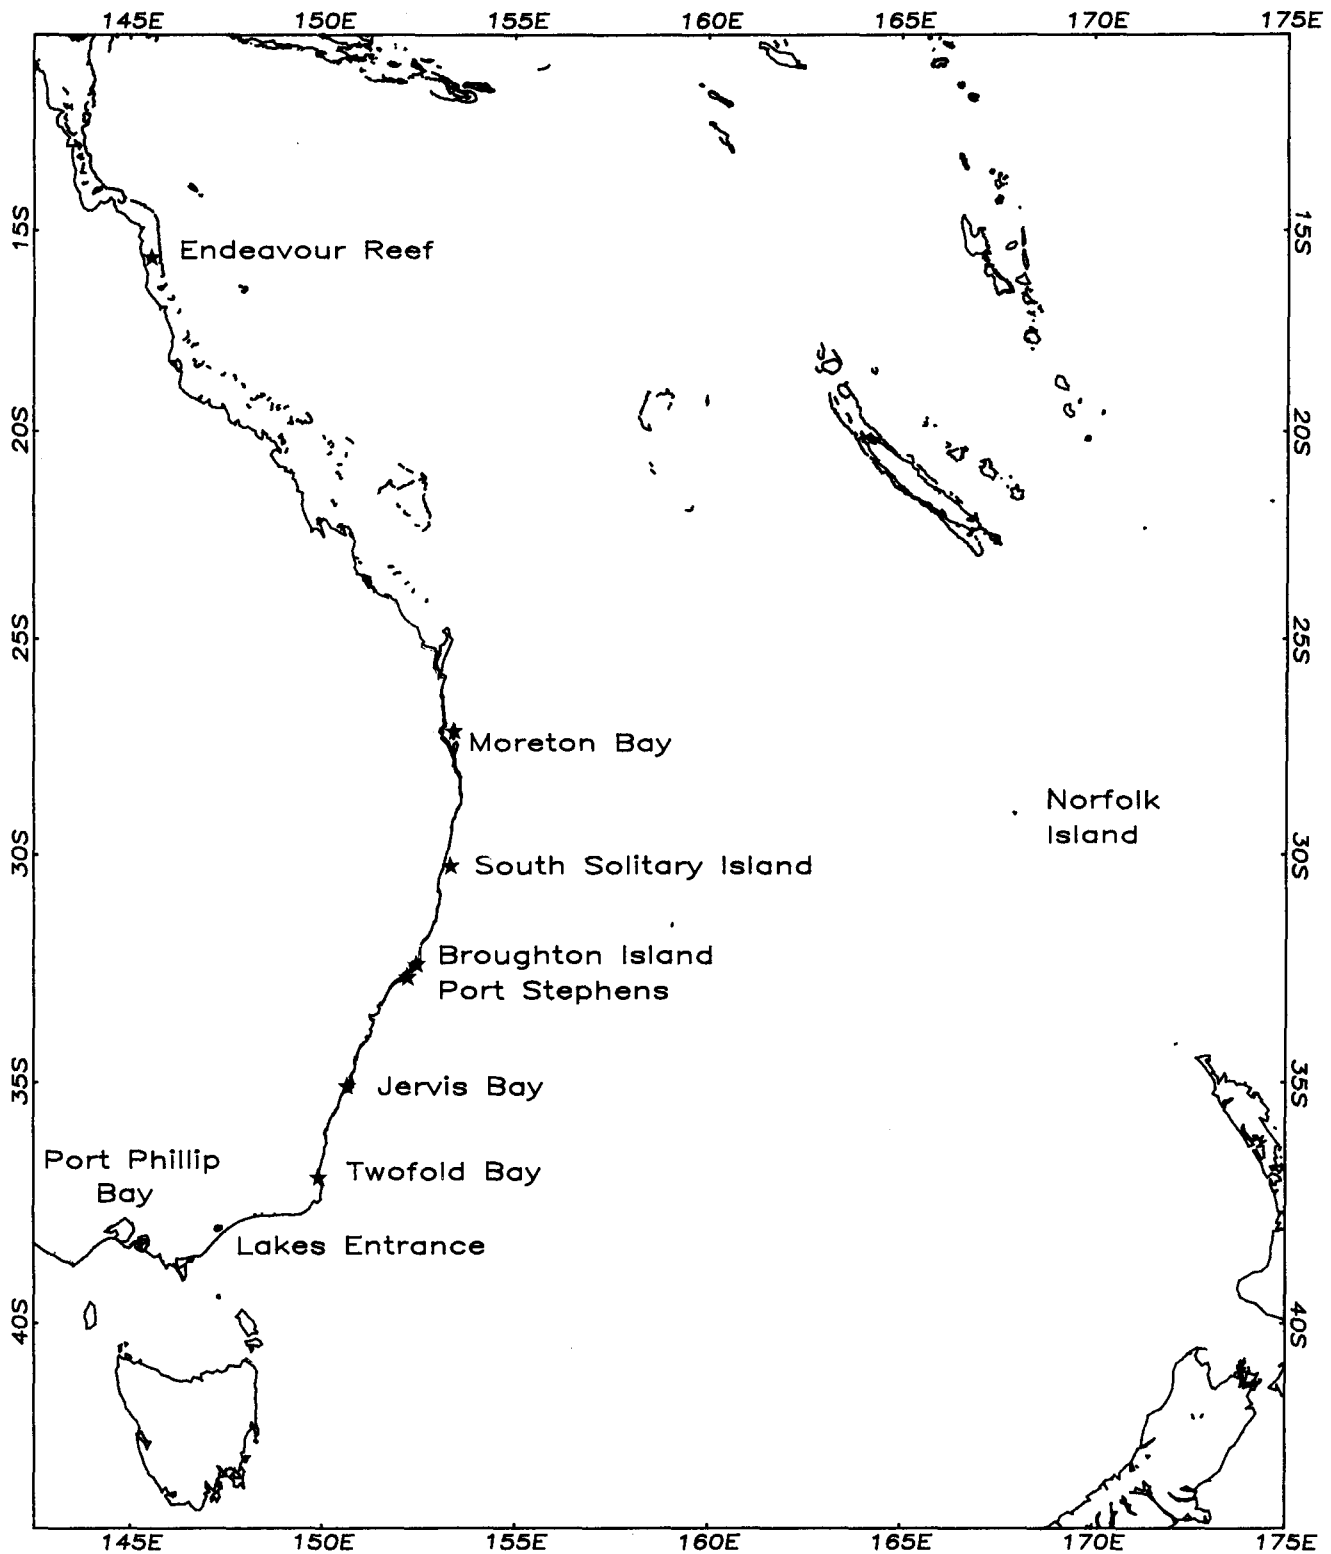 145E 150E 155E 160E 165E 170E 175E
15S 15S
Endeavour Reef
20S 20S
25S 25S
Moreton Bay
Norfolk
Island
30S 30S
South Solitary Island
Broughton Island
Port Stephens
35S 35S
Jervis Bay
Port Phillip
Bay
Twofold Bay
Lakes Entrance
40S 40S
145E 150E 155E 160E 165E 170E 175E